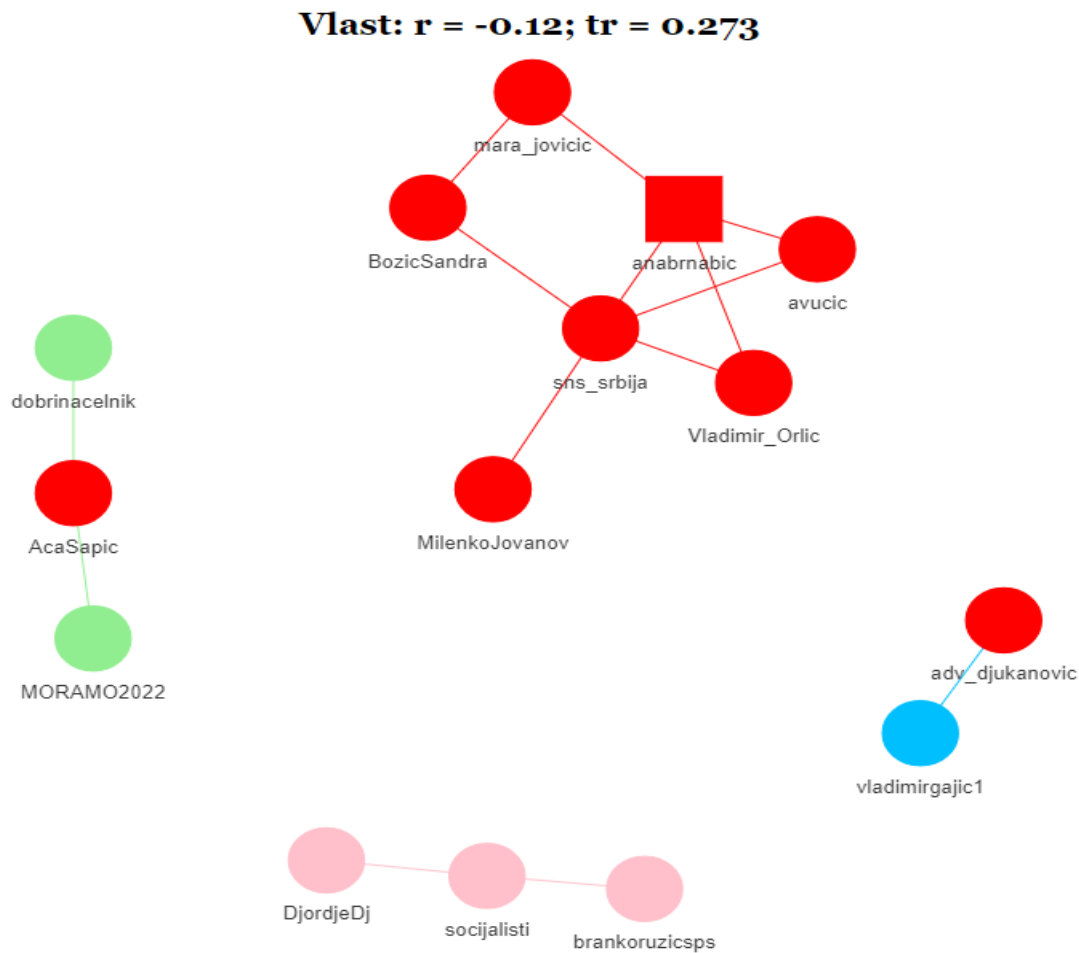 Vlast: r = -0.12; tr = 0.273
mara_jovicic
BozicSandra
anabrnabic
avucic
sns_srbija
dobrinacelnik
Vladimir_Orlic
MilenkoJovanov
AcaSapic
adv_djukanovic
MORAMO2022
vladimirgajic1
DjordjeDj
socijalisti
brankoruzicsps